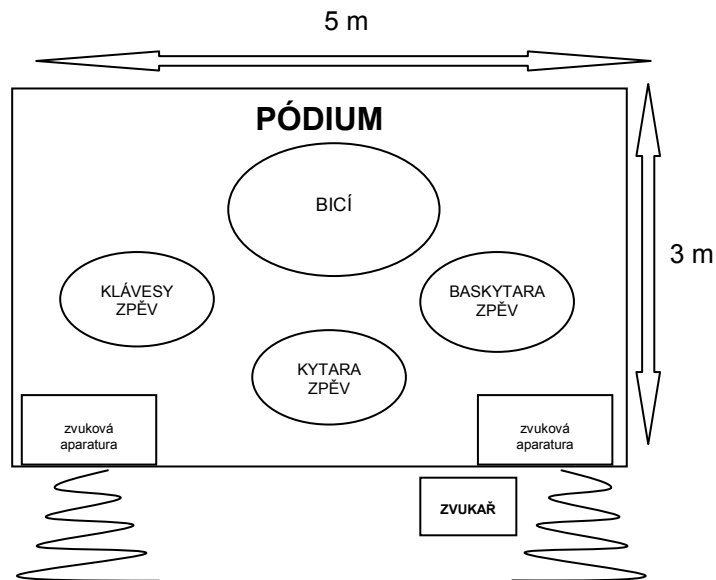 5 m
PÓDIUM
BICÍ
3 m
KLÁVESY
ZPĚV
BASKYTARA
ZPĚV
KYTARA
ZPĚV
zvuková
aparatura
zvuková
aparatura
ZVUKAŘ